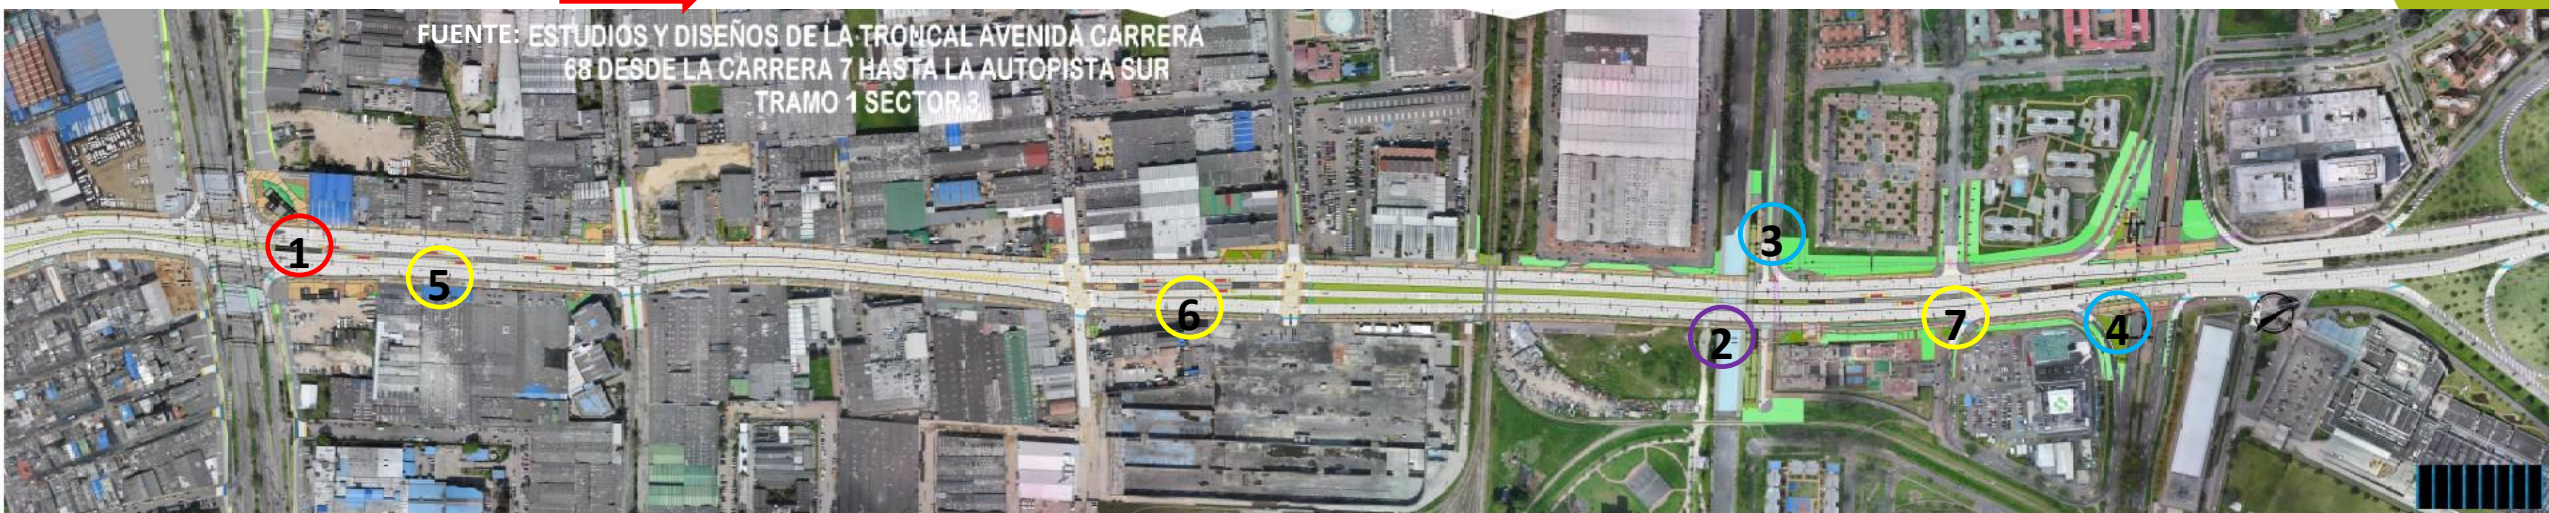 FUENTE: ESTUDIOS Y DISEÑOS DE LA TRONCAL AVENIDA CARRERA
68 DESDE LA CARRERA 7 HASTA LA AUTOPISTA SUR
TRAMO 1 SECTOR 3
1
5
6
2
3
7
4